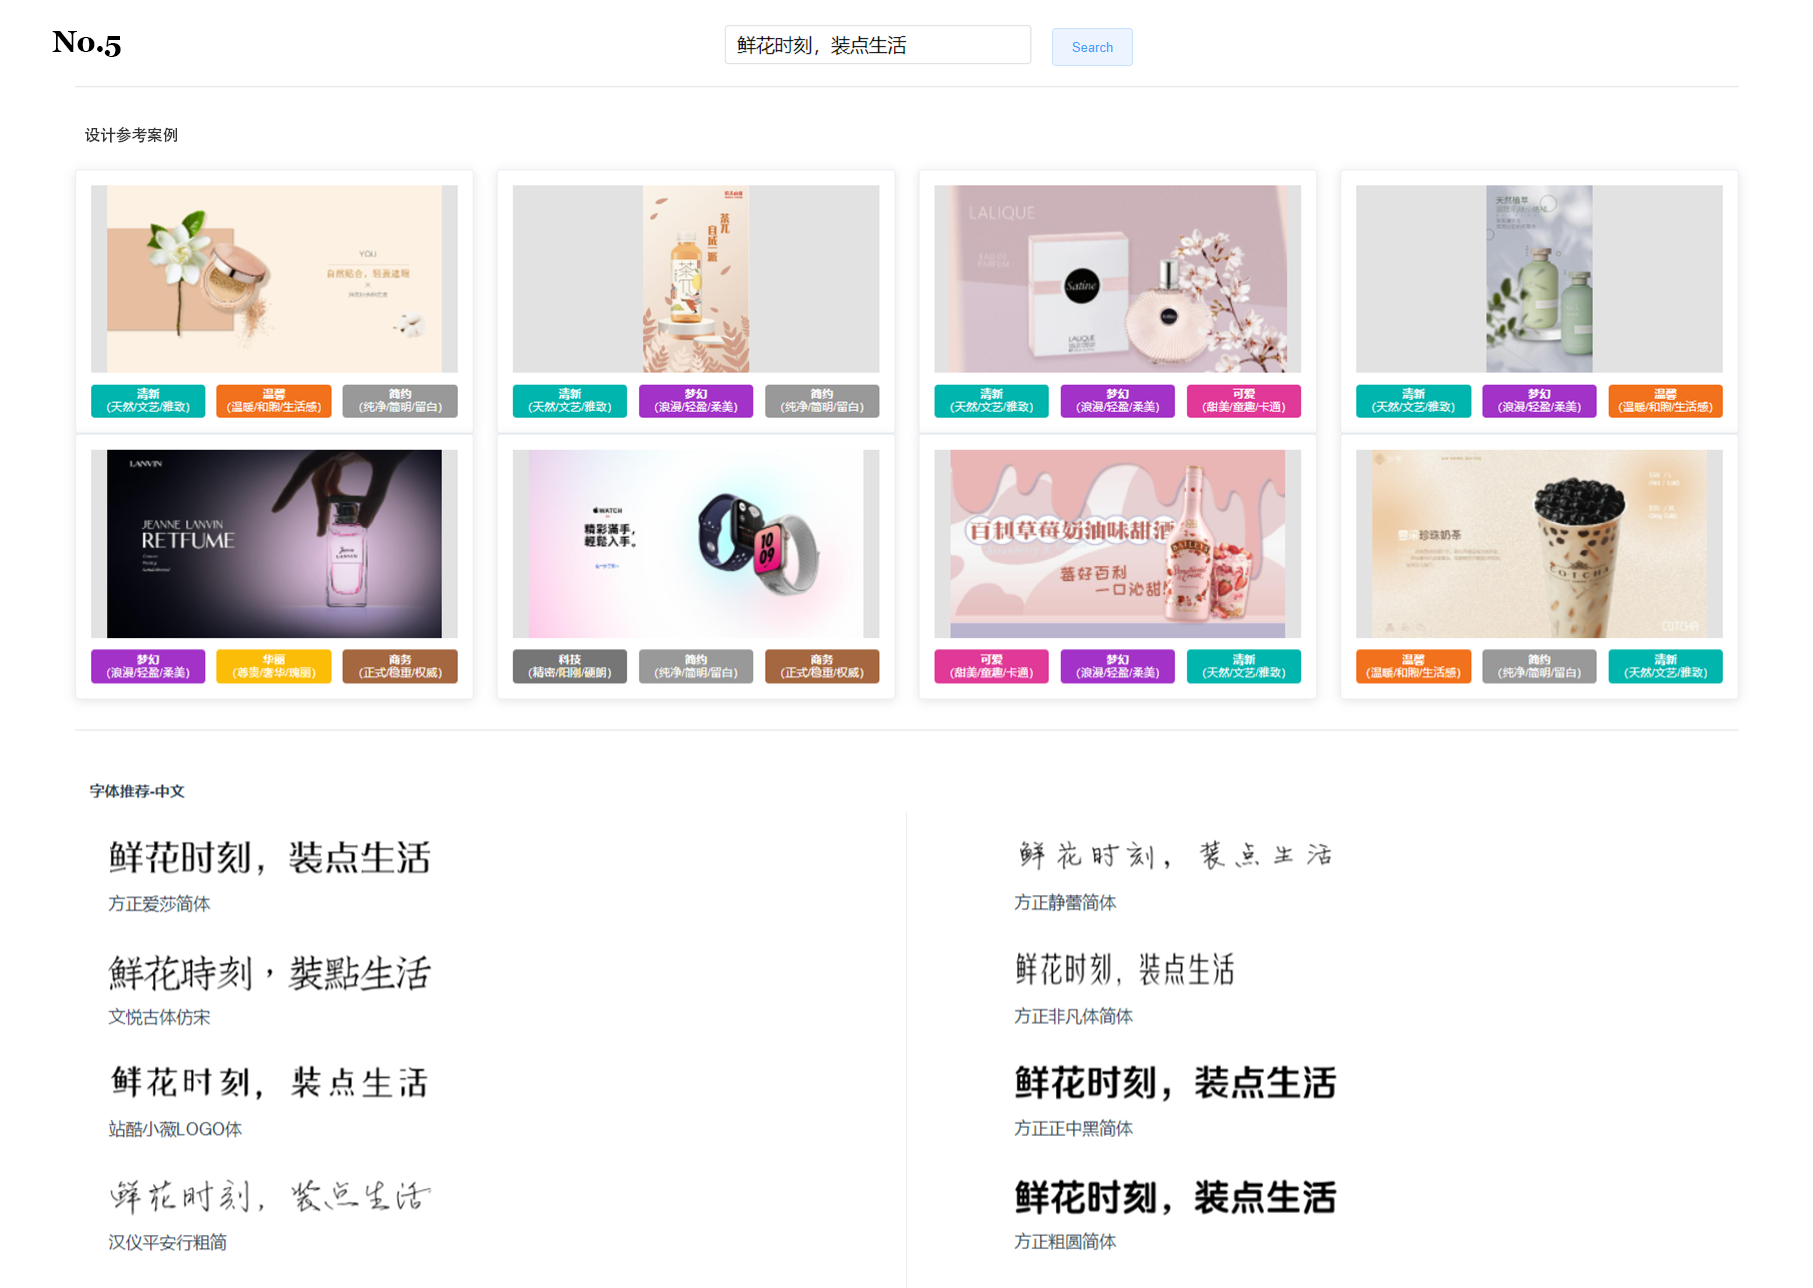 No.5
鲜花时刻，装点生活
Search
设计参考案例
YOU
自然贴合，轻盈遮瑕
茶π
自成一派
茶π
LALIQUE
EAU DE
PARFUM
Satine
LALIQUE
天然植萃
清新
(天然/文艺/雅致)
温馨
(温暖/和煦/生活感)
简约
(纯净/简明/留白)
清新
(天然/文艺/雅致)
梦幻
(浪漫/轻盈/柔美)
简约
(纯净/简明/留白)
清新
(天然/文艺/雅致)
梦幻
(浪漫/轻盈/柔美)
可爱
(甜美/童趣/卡通)
清新
(天然/文艺/雅致)
梦幻
(浪漫/轻盈/柔美)
温馨
(温暖/和煦/生活感)
LANVIN
JEANNE LANVIN
RETFUME
Jeanne
LANVIN
WATCH
精彩滿手，
輕鬆入手。
10
09
百利草莓奶油味甜酒
莓好百利
一口沁甜!
BAILEYS
珍珠奶茶
COTCHA
COTCHA
梦幻
(浪漫/轻盈/柔美)
华丽
(尊贵/奢华/瑰丽)
商务
(正式/稳重/权威)
科技
(精密/阳刚/硬朗)
简约
(纯净/简明/留白)
商务
(正式/稳重/权威)
可爱
(甜美/童趣/卡通)
梦幻
(浪漫/轻盈/柔美)
清新
(天然/文艺/雅致)
温馨
(温暖/和煦/生活感)
简约
(纯净/简明/留白)
清新
(天然/文艺/雅致)
字体推荐-中文
鲜花时刻，装点生活
方正爱莎简体
鮮花時刻，裝點生活
文悦古体仿宋
鲜花时刻，装点生活
站酷小薇LOGO体
鲜花时刻，装点生活
汉仪平安行粗简
鲜花时刻，装点生活
方正静蕾简体
鲜花时刻，装点生活
方正非凡体简体
鲜花时刻，装点生活
方正正中黑简体
鲜花时刻，装点生活
方正粗圆简体